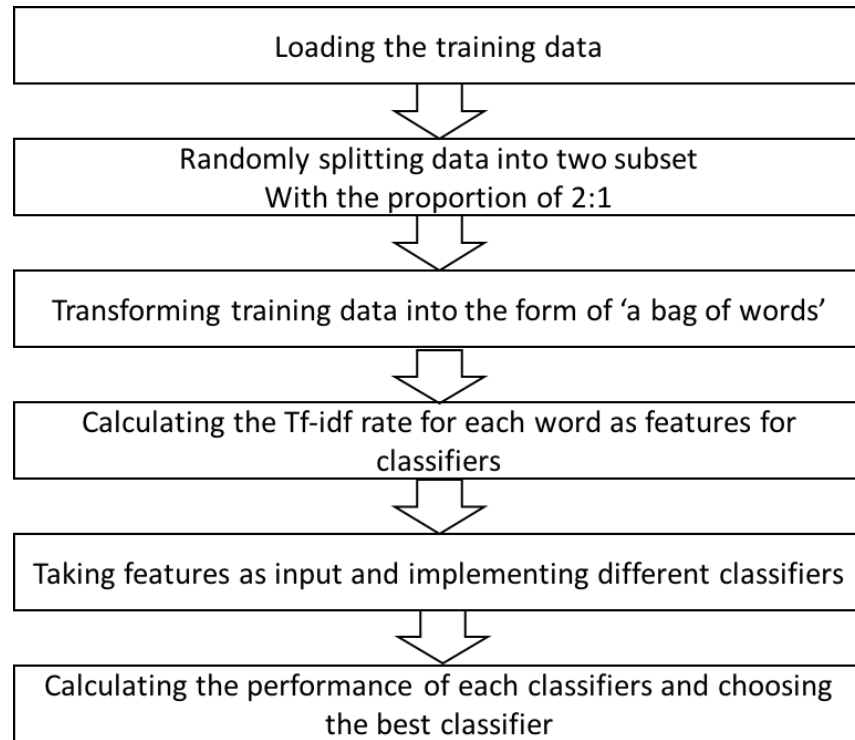 Loading the training data
Randomly splitting data into two subset
With the proportion of 2:1
Transforming training data into the form of ‘a bag of words’
Calculating the Tf-idf rate for each word as features for
classifiers
Taking features as input and implementing different classifiers
Calculating the performance of each classifiers and choosing
the best classifier